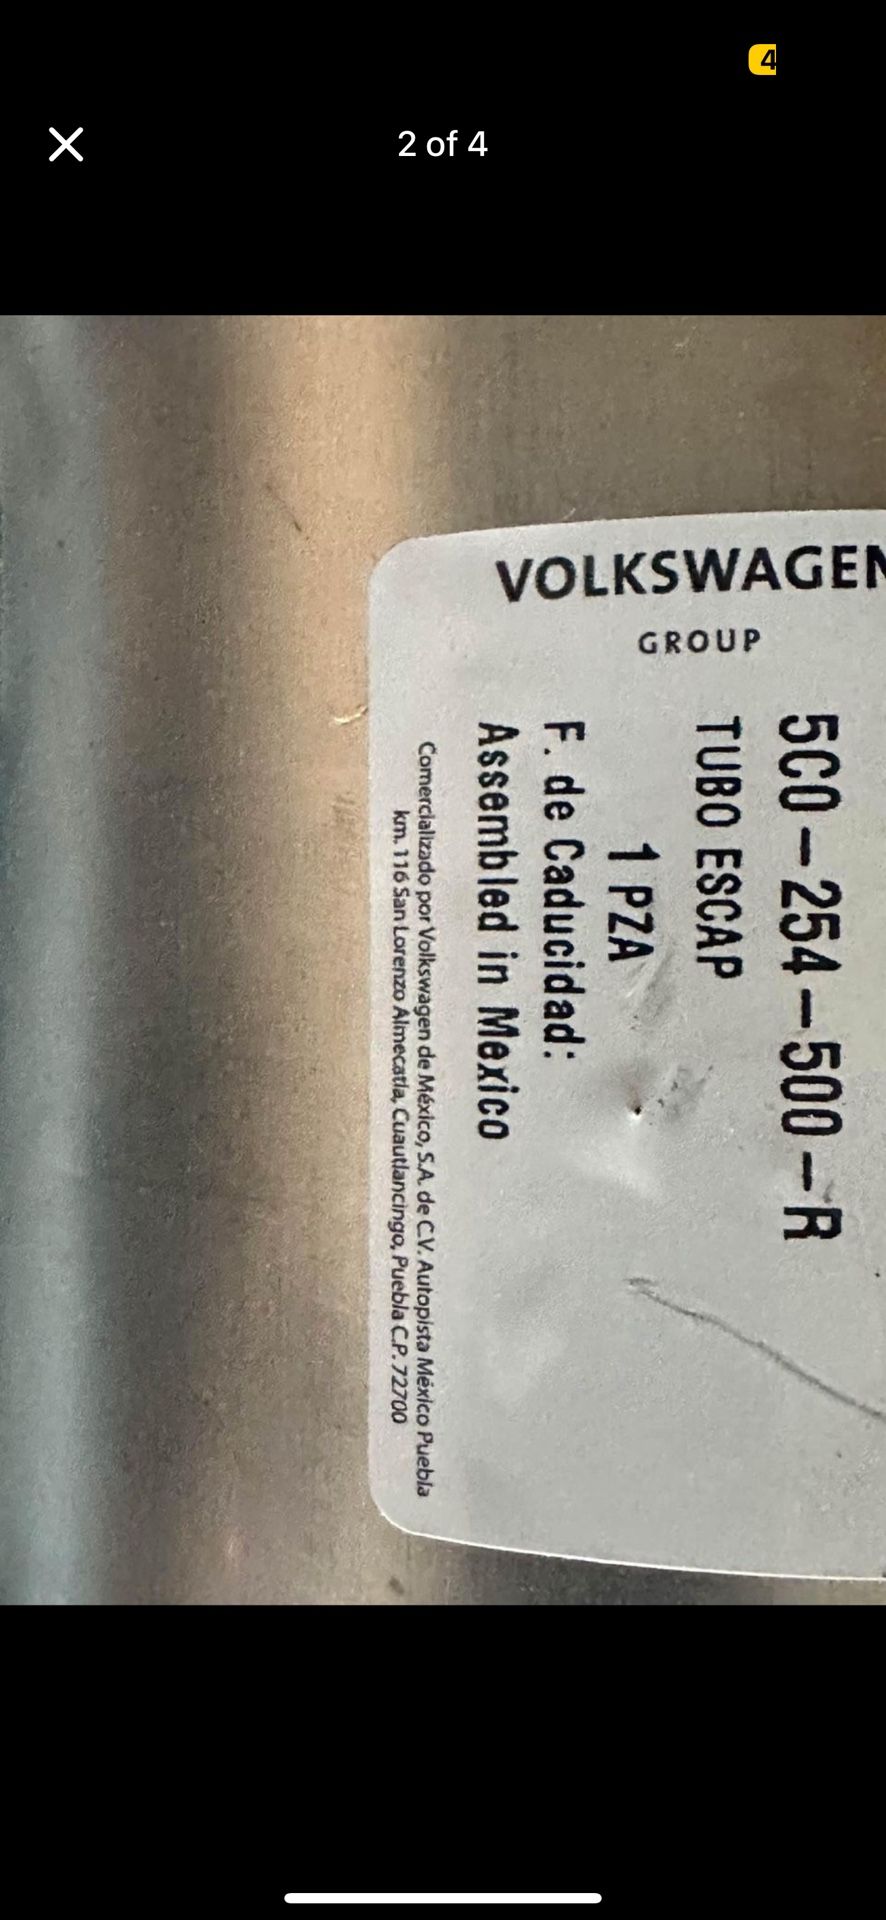 4
2 of 4
VOLKSWAGEN
GROUP
5C0-254-500-R
TUBO ESCAP
1 PZA
F. de Caducidad:
Assembled in Mexico
Comercializado por Volkswagen de México, S.A. de C.V. Autopista México Puebla
km. 116 San Lorenzo Almecatla, Cuautlancingo, Puebla C.P. 72700